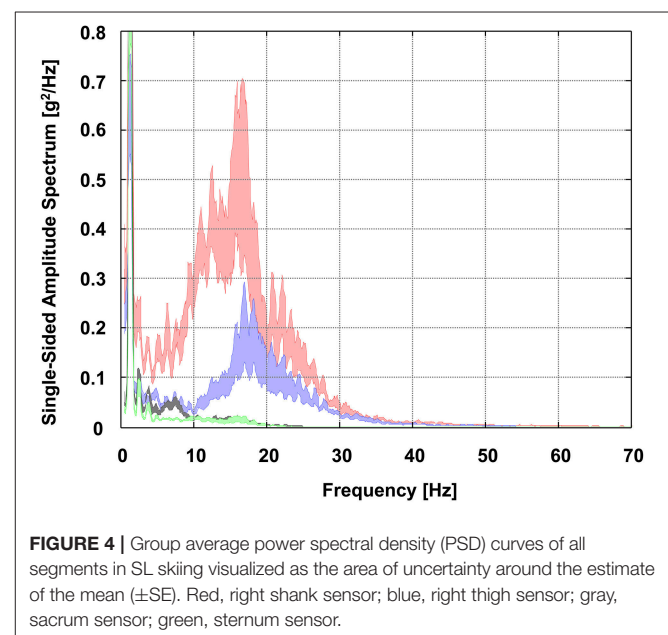 Single-Sided Amplitude Spectrum [g²/Hz]
0.8
0.7
0.6
0.5
0.4
0.3
0.2
0.1
0
0 10 20 30 40 50 60 70
Frequency [Hz]
FIGURE 4 | Group average power spectral density (PSD) curves of all
segments in SL skiing visualized as the area of uncertainty around the estimate
of the mean (±SE). Red, right shank sensor; blue, right thigh sensor; gray,
sacrum sensor; green, sternum sensor.